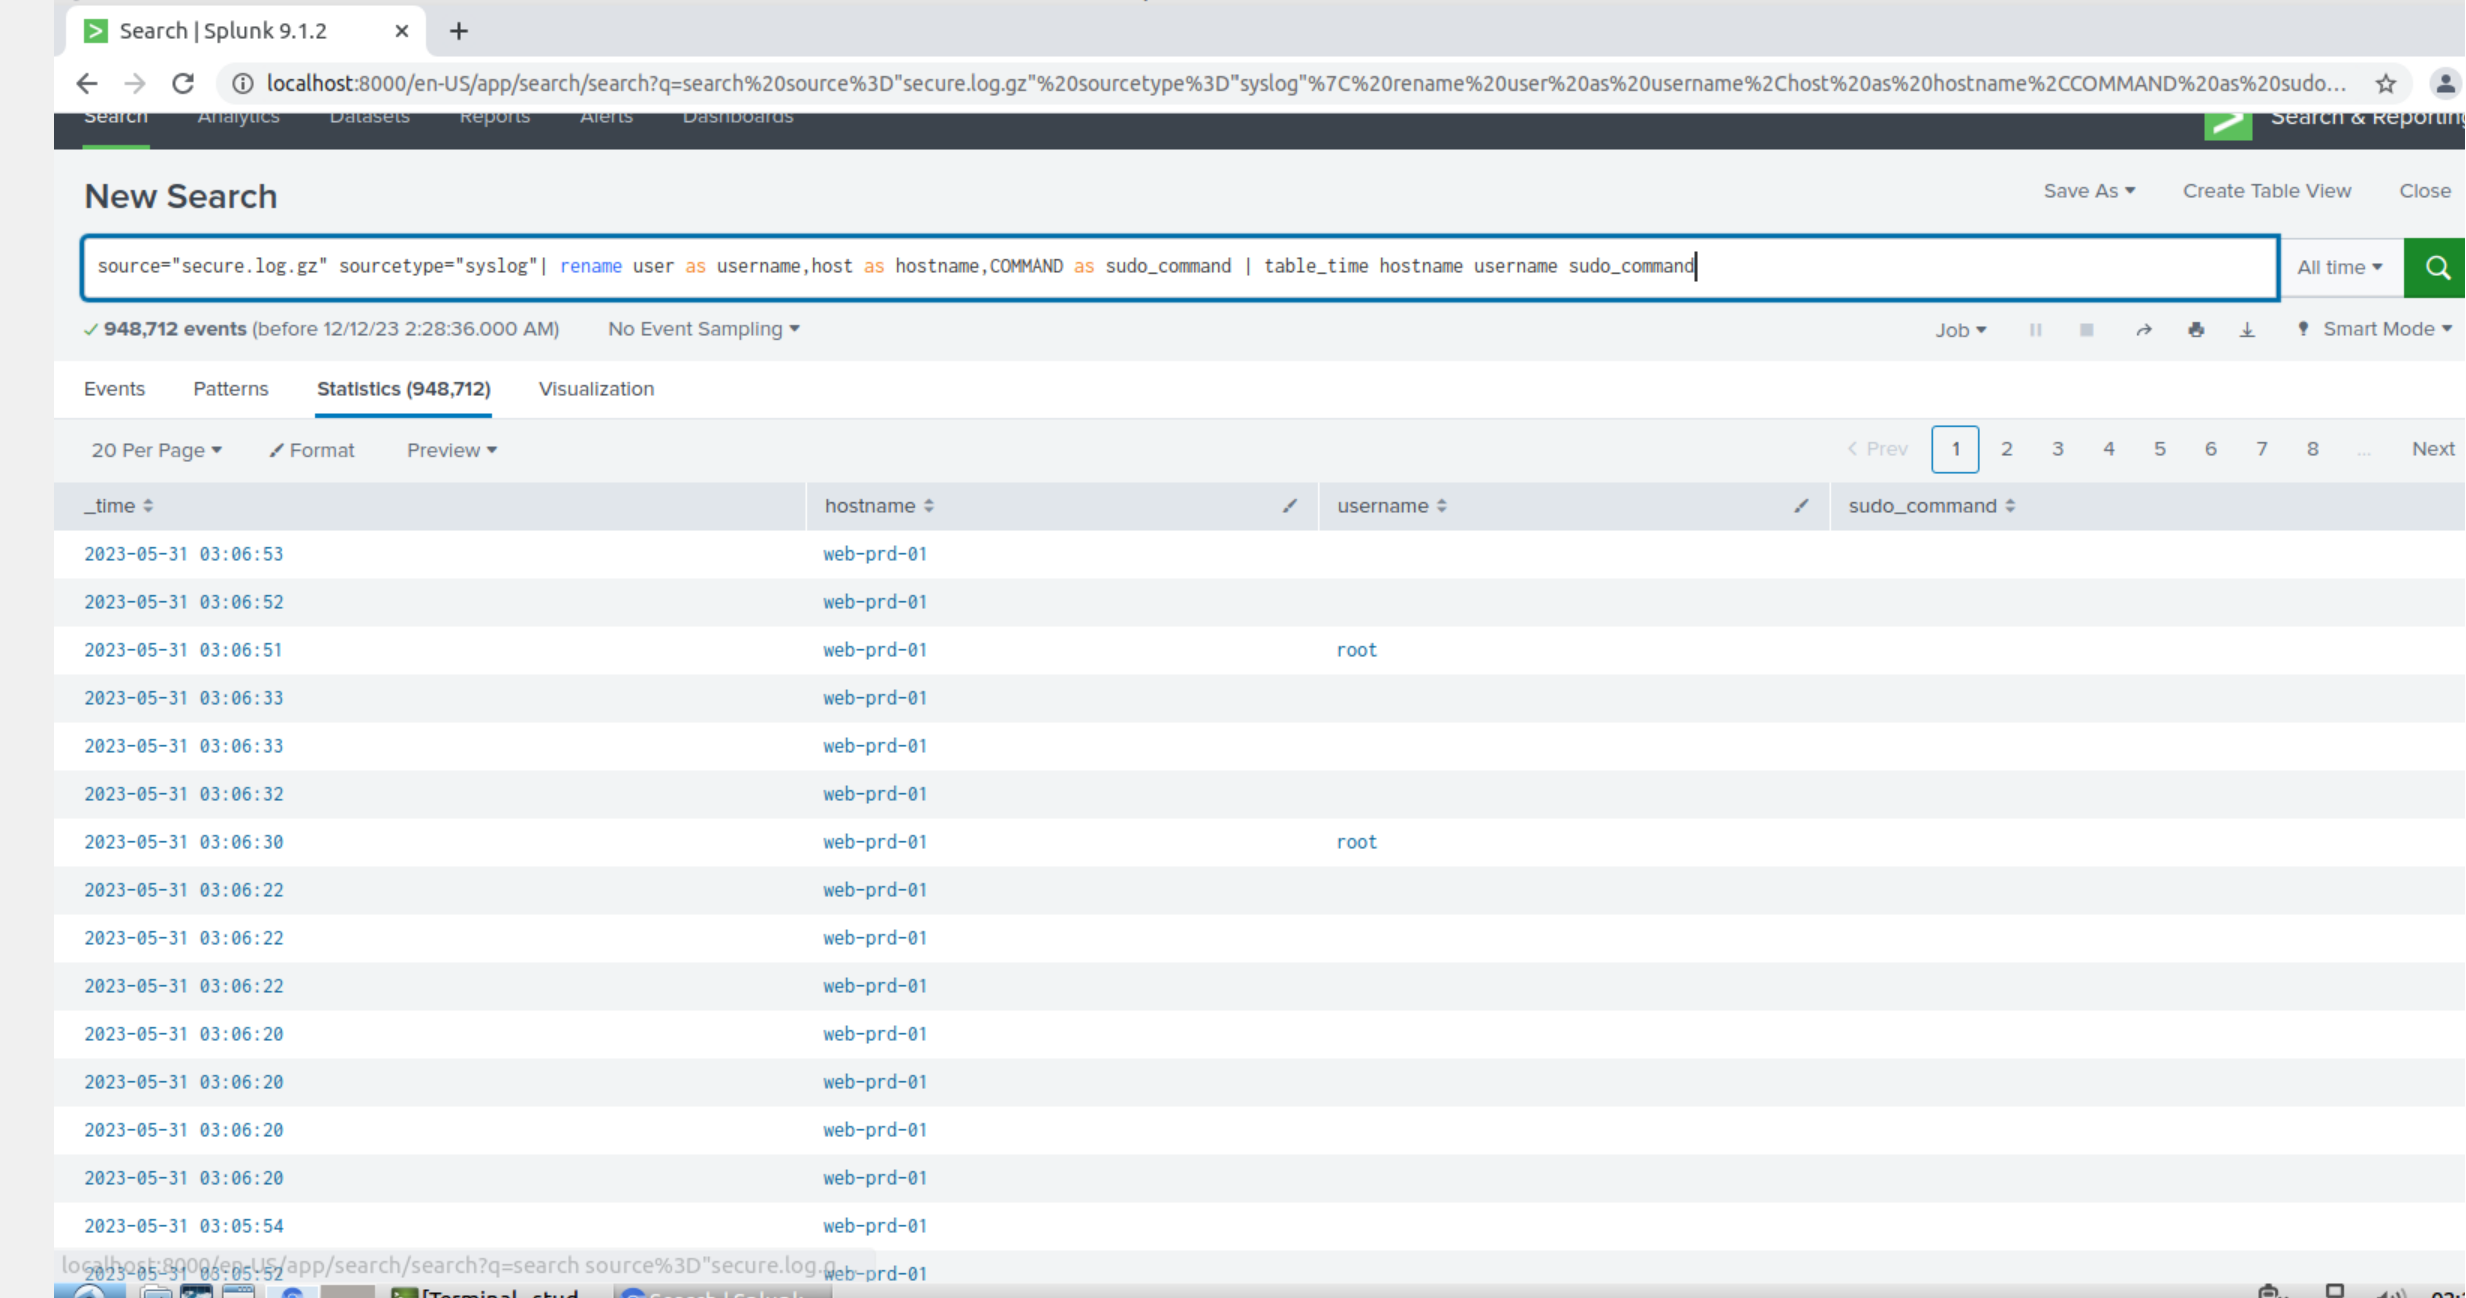 Search | Splunk 9.1.2
localhost:8000/en-US/app/search/search?q=search%20source%3D"secure.log.gz"%20sourcetype%3D"syslog"%7C%20rename%20user%20as%20username%2Chost%20as%20hostname%2CCOMMAND%20as%20sudo...
Search Analytics Datasets Reports Alerts Dashboards Search & Reporting
New Search
Save As Create Table View Close
source="secure.log.gz" sourcetype="syslog"| rename user as username,host as hostname,COMMAND as sudo_command | table_time hostname username sudo_command
All time
948,712 events (before 12/12/23 2:28:36.000 AM) No Event Sampling Job Smart Mode
Events Patterns Statistics (948,712) Visualization
20 Per Page Format Preview < Prev 1 2 3 4 5 6 7 8 ... Next
_time hostname username sudo_command
2023-05-31 03:06:53 web-prd-01
2023-05-31 03:06:52 web-prd-01
2023-05-31 03:06:51 web-prd-01 root
2023-05-31 03:06:33 web-prd-01
2023-05-31 03:06:33 web-prd-01
2023-05-31 03:06:32 web-prd-01
2023-05-31 03:06:30 web-prd-01 root
2023-05-31 03:06:22 web-prd-01
2023-05-31 03:06:22 web-prd-01
2023-05-31 03:06:22 web-prd-01
2023-05-31 03:06:20 web-prd-01
2023-05-31 03:06:20 web-prd-01
2023-05-31 03:06:20 web-prd-01
2023-05-31 03:06:20 web-prd-01
2023-05-31 03:05:54 web-prd-01
localhost:8000/en-US/app/search/search?q=search source%3D"secure.log.g...
2023-05-31 03:05:52 web-prd-01